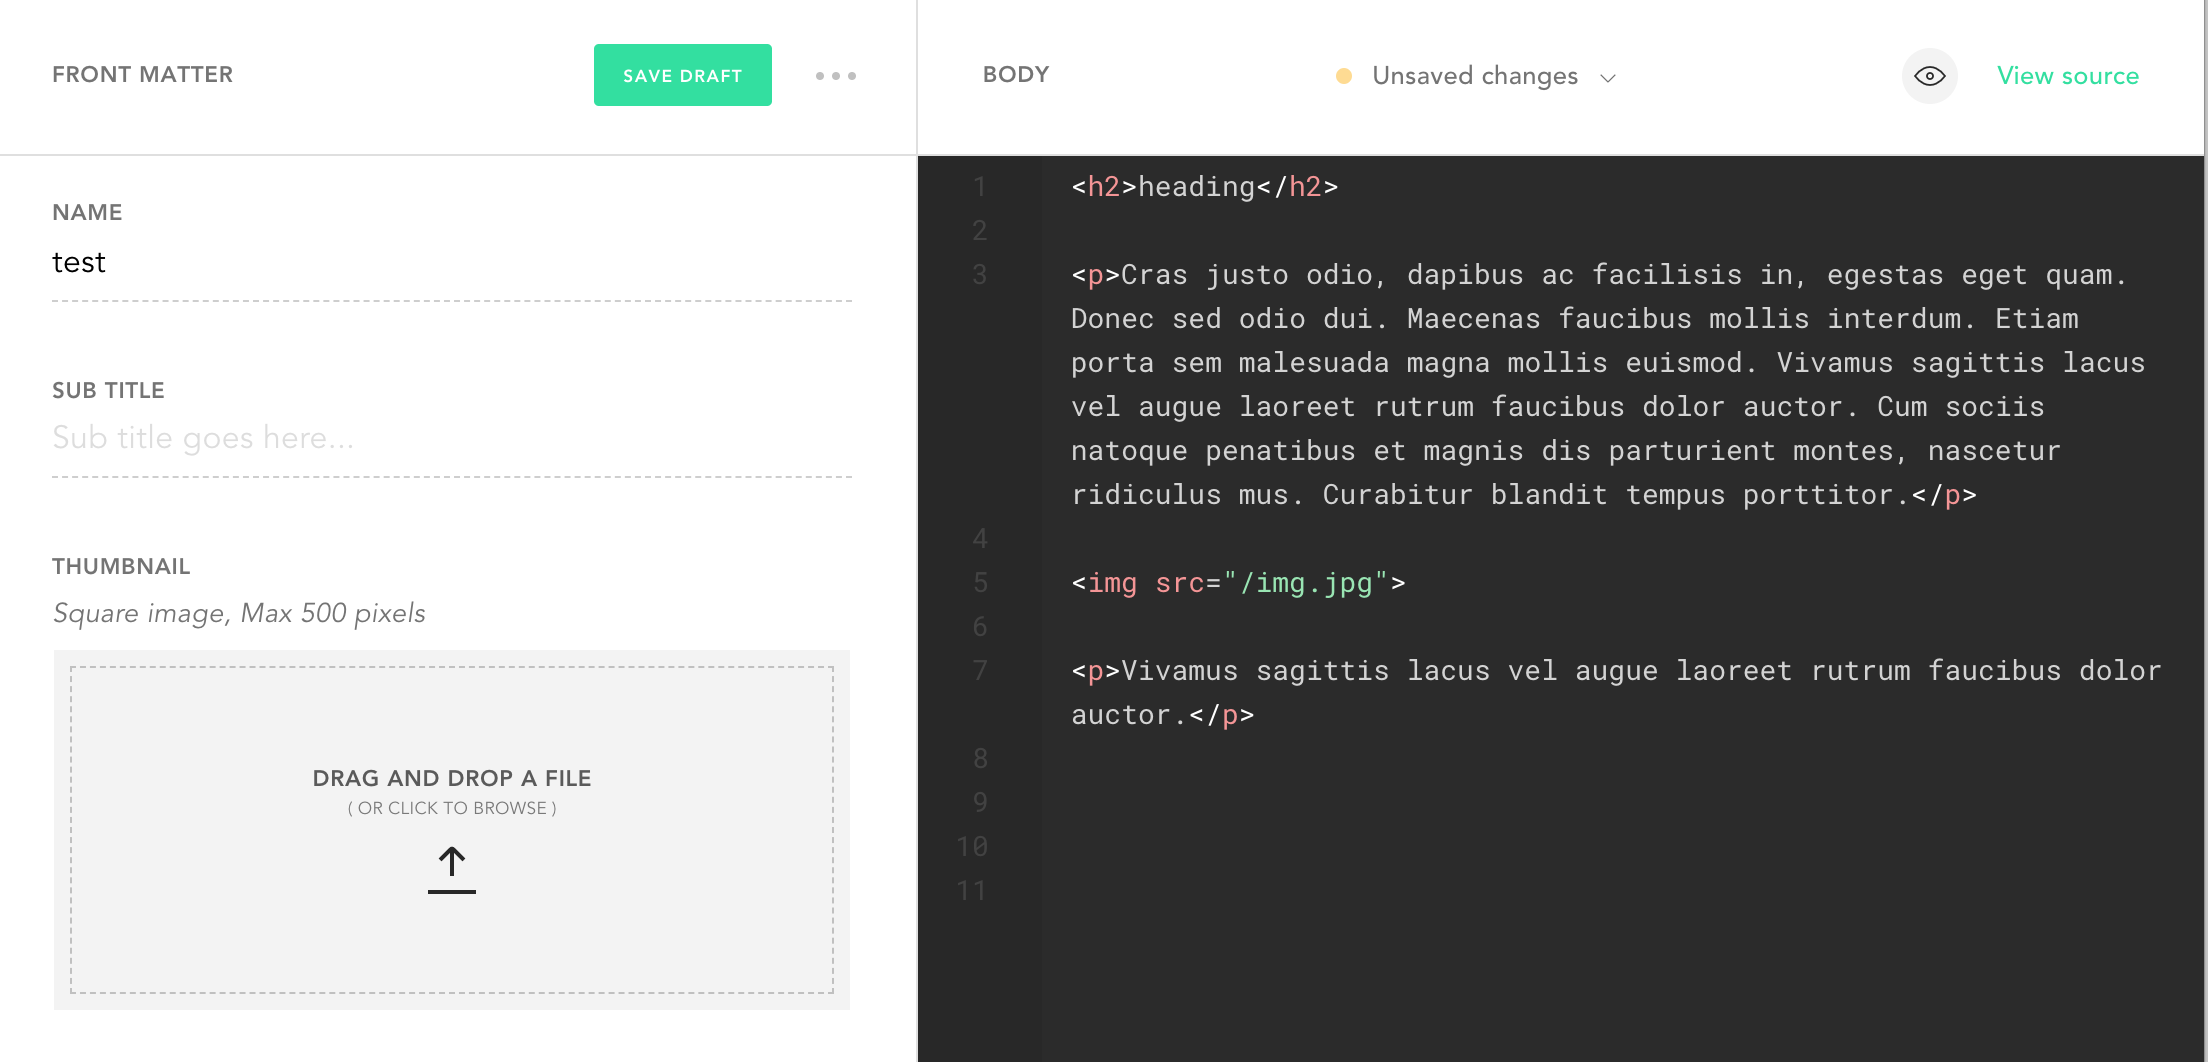 FRONT MATTER
SAVE DRAFT
NAME
test
SUB TITLE
Sub title goes here...
THUMBNAIL
Square image, Max 500 pixels
DRAG AND DROP A FILE
( OR CLICK TO BROWSE )
BODY
Unsaved changes
View source
1 <h2>heading</h2>
2
3 <p>Cras justo odio, dapibus ac facilisis in, egestas eget quam.
Donec sed odio dui. Maecenas faucibus mollis interdum. Etiam
porta sem malesuada magna mollis euismod. Vivamus sagittis lacus
vel augue laoreet rutrum faucibus dolor auctor. Cum sociis
natoque penatibus et magnis dis parturient montes, nascetur
ridiculus mus. Curabitur blandit tempus porttitor.</p>
4
5 <img src="/img.jpg">
6
7 <p>Vivamus sagittis lacus vel augue laoreet rutrum faucibus dolor
auctor.</p>
8
9
10
11